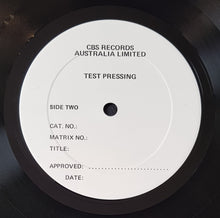 CBS RECORDS
AUSTRALIA LIMITED
TEST PRESSING
SIDE TWO
CAT. NO.:
MATRIX NO.:
TITLE:
APPROVED:
DATE: